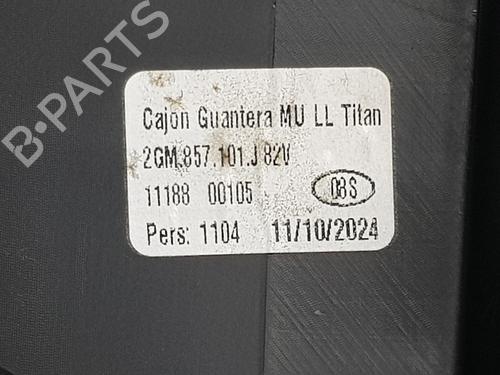 B-PARTS
Cajon Guantera MU LL Titan
2GM.857.101.J 82V
11188 00105 08S
Pers: 1104 11/10/2024